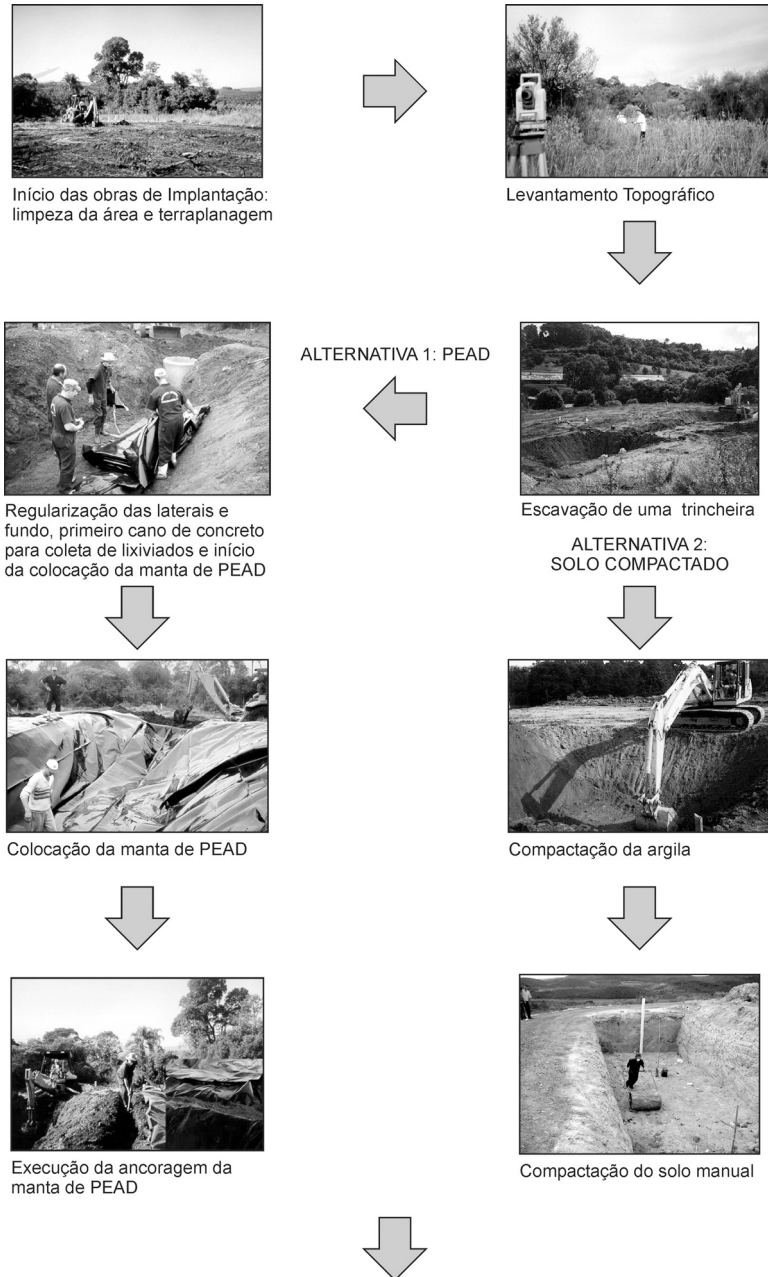 Início das obras de Implantação:
limpeza da área e terraplanagem
Levantamento Topográfico
ALTERNATIVA 1: PEAD
Regularização das laterais e
fundo, primeiro cano de concreto
para coleta de lixiviados e início
da colocação da manta de PEAD
Escavação de uma trincheira
ALTERNATIVA 2:
SOLO COMPACTADO
Colocação da manta de PEAD
Compactação da argila
Execução da ancoragem da
manta de PEAD
Compactação do solo manual